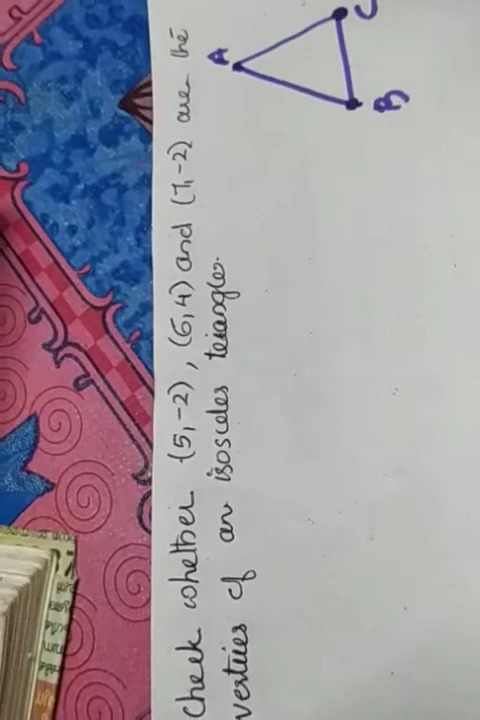 Check whether (5,-2), (6,4) and (7,-2) are the
vertices of an isosceles triangle.
A
B
C